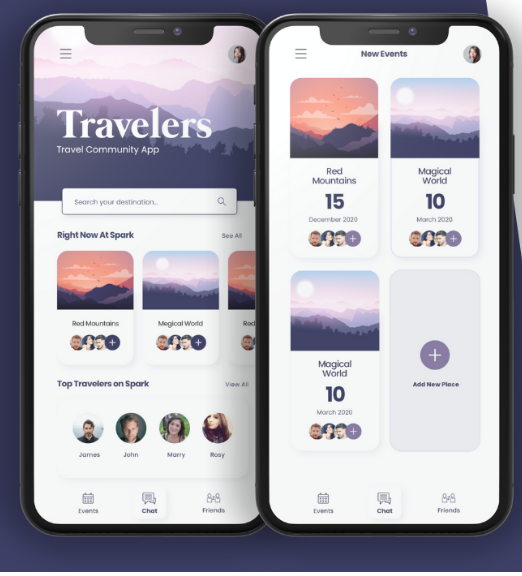 Travelers
Travel Community App
Search your destination...
Right Now At Spark
See All
Red Mountains
Megical World
Red
Top Travelers on Spark
View All
James
John
Marry
Rosy
Events
Chat
Friends
New Events
Red
Mountains
15
December 2020
Magical
World
10
March 2020
Magical
World
10
March 2020
Add New Place
Events
Chat
Friends